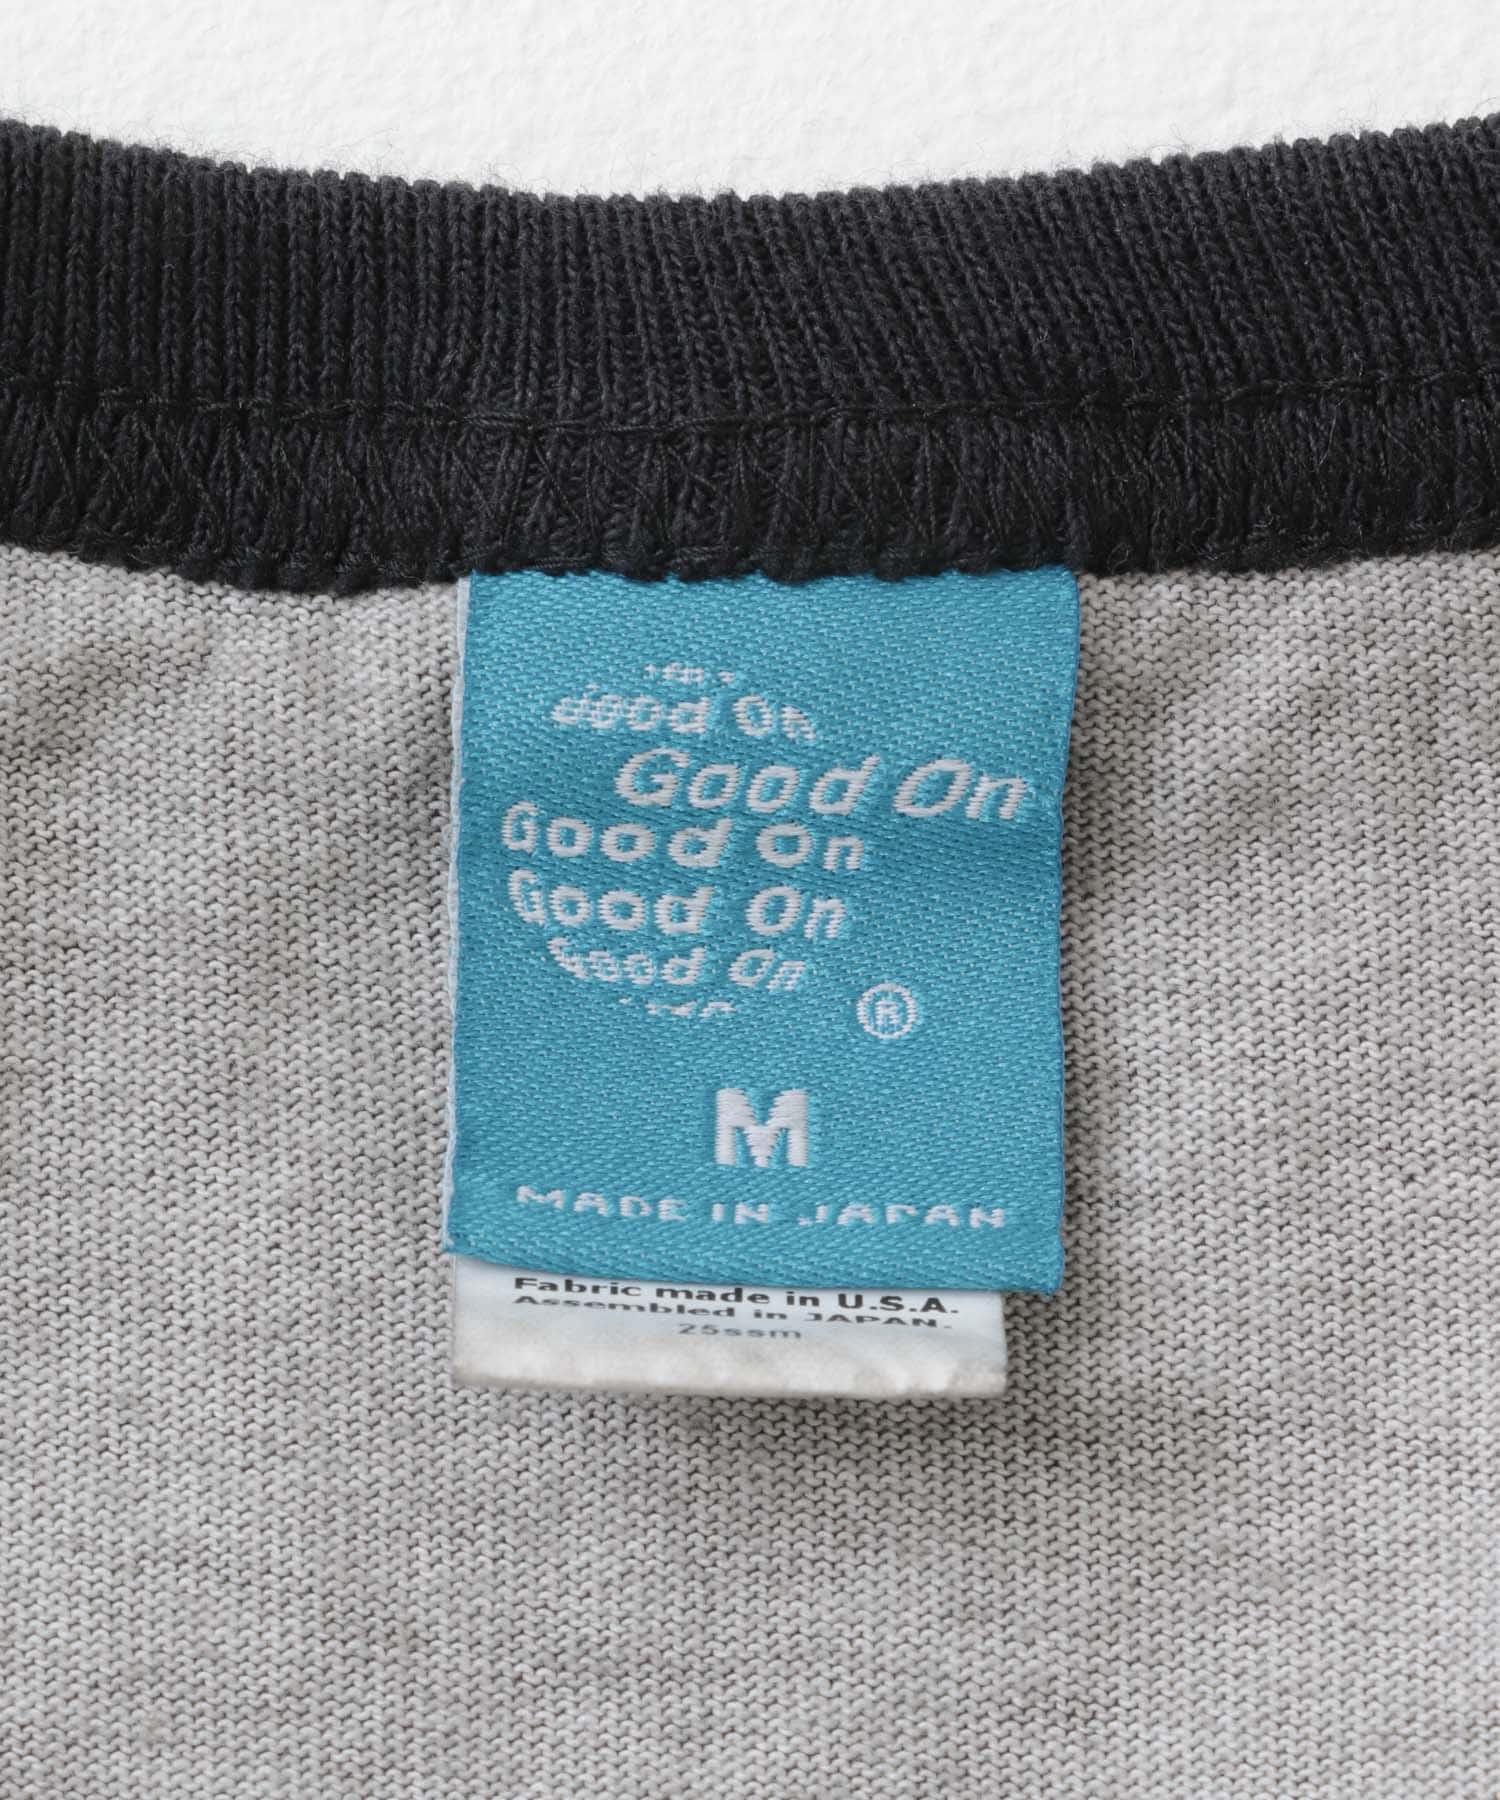 Good On
Good On
Good On
Good On
Good On
®
M
MADE IN JAPAN
Fabric made in U.S.A.
Assembled in JAPAN.
25ssm